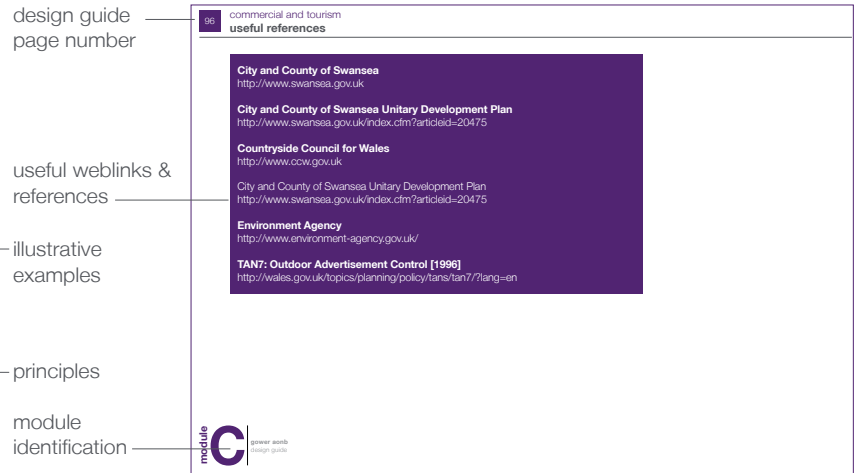 design guide
page number
useful weblinks &
references
illustrative
examples
principles
module
identification
96
commercial and tourism
useful references
City and County of Swansea
http://www.swansea.gov.uk
City and County of Swansea Unitary Development Plan
http://www.swansea.gov.uk/index.cfm?articleid=20475
Countryside Council for Wales
http://www.ccw.gov.uk
City and County of Swansea Unitary Development Plan
http://www.swansea.gov.uk/index.cfm?articleid=20475
Environment Agency
http://www.environment-agency.gov.uk/
TAN7: Outdoor Advertisement Control [1996]
http://wales.gov.uk/topics/planning/policy/tans/tan7/?lang=en
module
C
gower aonb
design guide